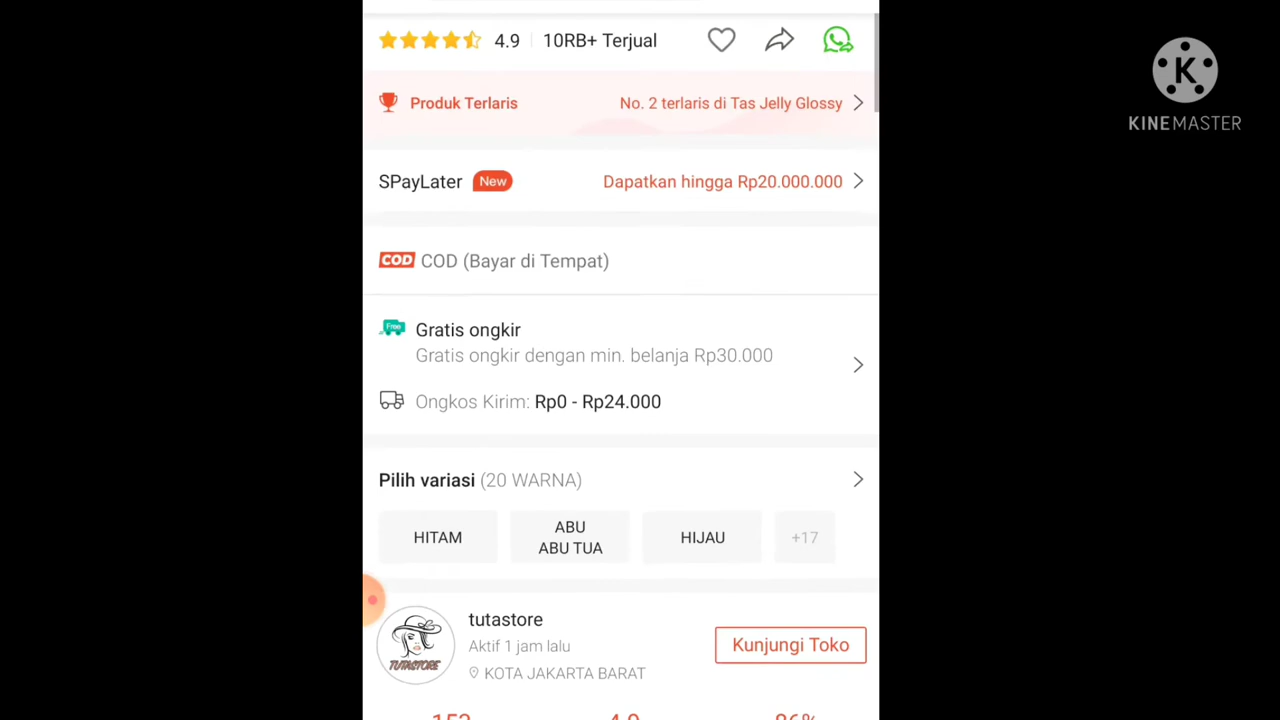 4.9 10RB+ Terjual
KINEMASTER
Produk Terlaris No. 2 terlaris di Tas Jelly Glossy
SPayLater New Dapatkan hingga Rp20.000.000
COD COD (Bayar di Tempat)
Free Gratis ongkir
Gratis ongkir dengan min. belanja Rp30.000
Ongkos Kirim: Rp0 - Rp24.000
Pilih variasi (20 WARNA)
HITAM
ABU
ABU TUA
HIJAU
+17
tutastore
Aktif 1 jam lalu
KOTA JAKARTA BARAT
TUTASTORE
Kunjungi Toko